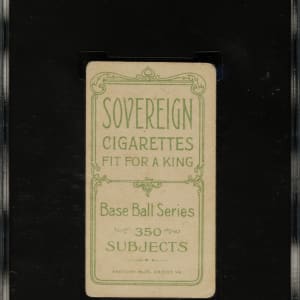 SOVEREIGN
CIGARETTES
FIT FOR A KING
Base Ball Series
350
SUBJECTS